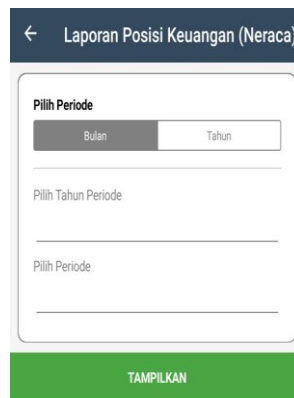 Laporan Posisi Keuangan (Neraca)
Pilih Periode
Bulan Tahun
Pilih Tahun Periode
Pilih Periode
TAMPILKAN